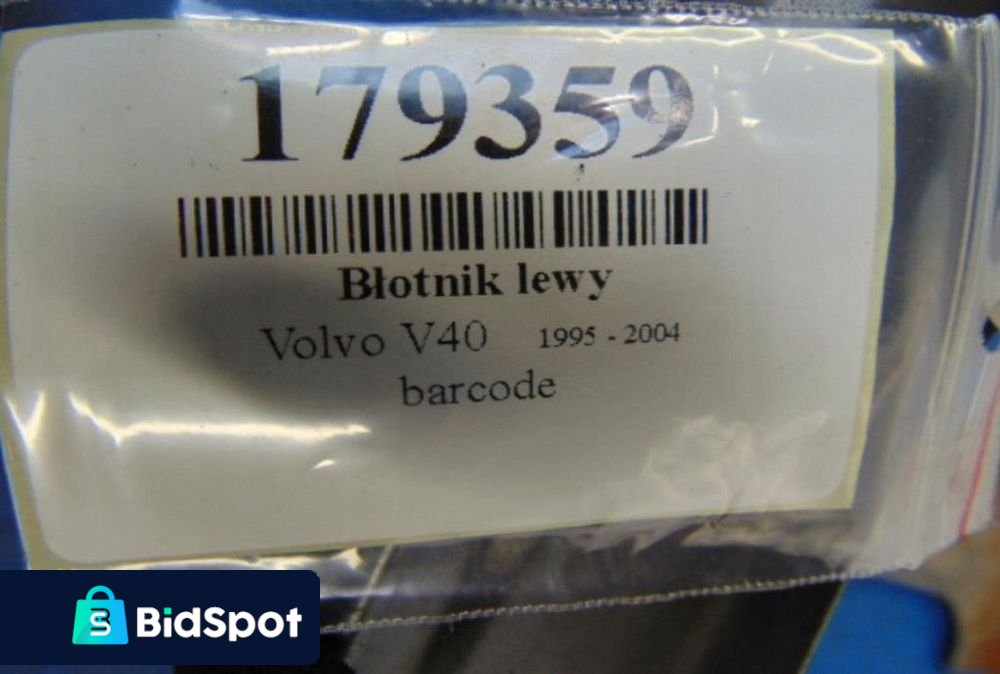 179359
Błotnik lewy
Volvo V40 1995 - 2004
barcode
BidSpot